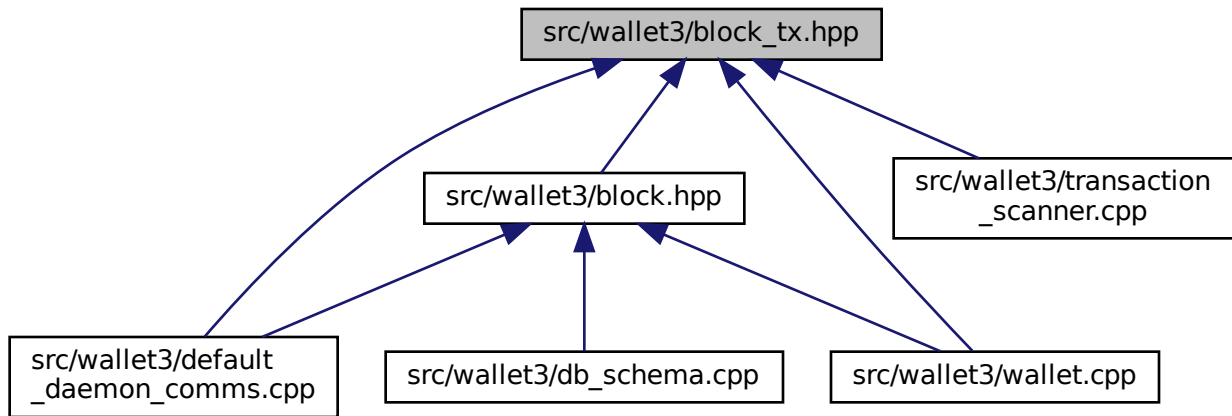 src/wallet3/block_tx.hpp
src/wallet3/block.hpp
src/wallet3/transaction
_scanner.cpp
src/wallet3/default
_daemon_comms.cpp
src/wallet3/db_schema.cpp
src/wallet3/wallet.cpp